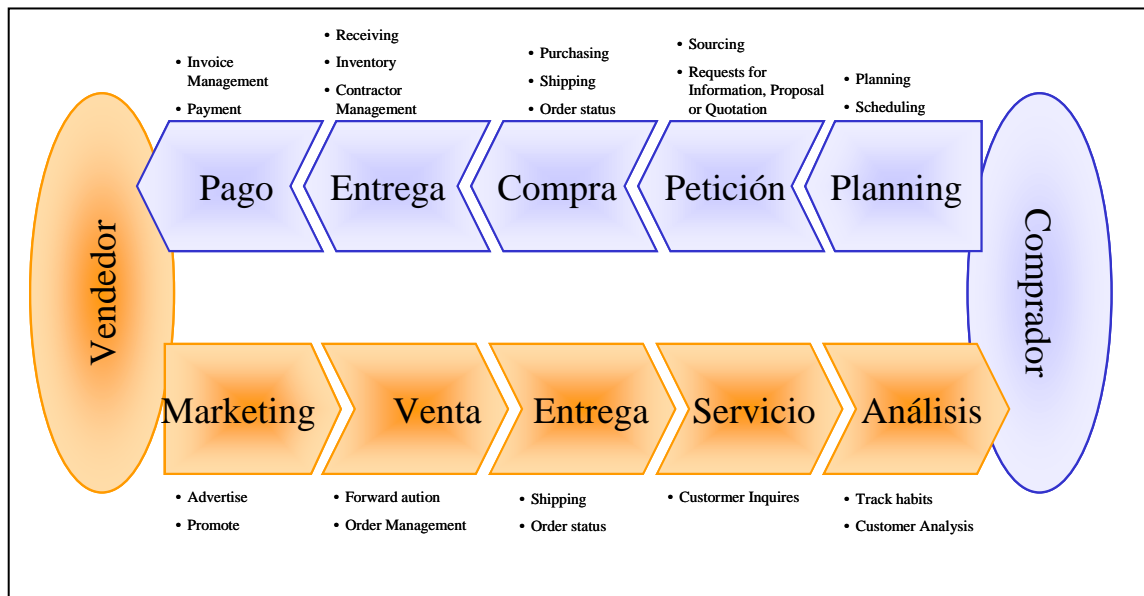 • Invoice
Management
• Payment
• Receiving
• Inventory
• Contractor
Management
• Purchasing
• Shipping
• Order status
• Sourcing
• Requests for
Information, Proposal
or Quotation
• Planning
• Scheduling
Pago
Entrega
Compra
Petición
Planning
Vendedor
Comprador
Marketing
Venta
Entrega
Servicio
Análisis
• Advertise
• Promote
• Forward aution
• Order Management
• Shipping
• Order status
• Custormer Inquires
• Track habits
• Customer Analysis